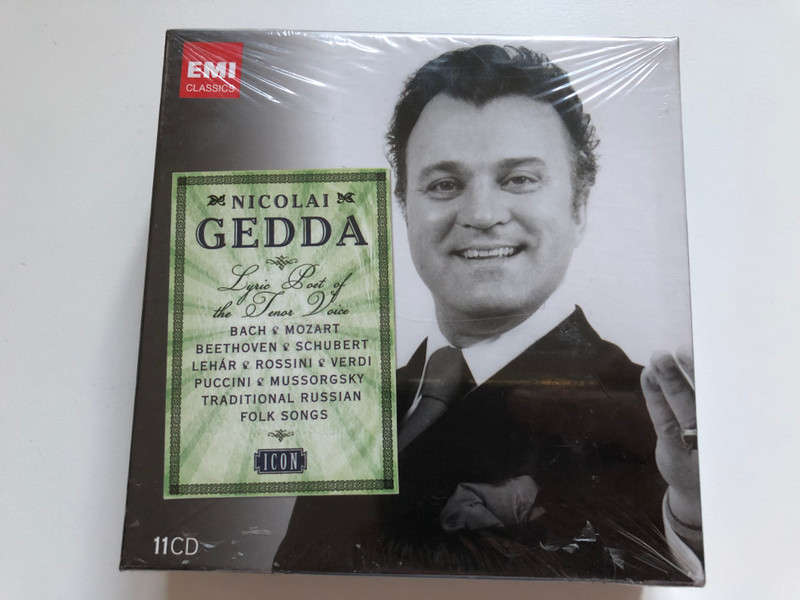 EMI
CLASSICS
NICOLAI
GEDDA
Lyric Poet of
the Tenor Voice
BACH MOZART
BEETHOVEN SCHUBERT
LEHÁR ROSSINI VERDI
PUCCINI MUSSORGSKY
TRADITIONAL RUSSIAN
FOLK SONGS
ICON
11CD